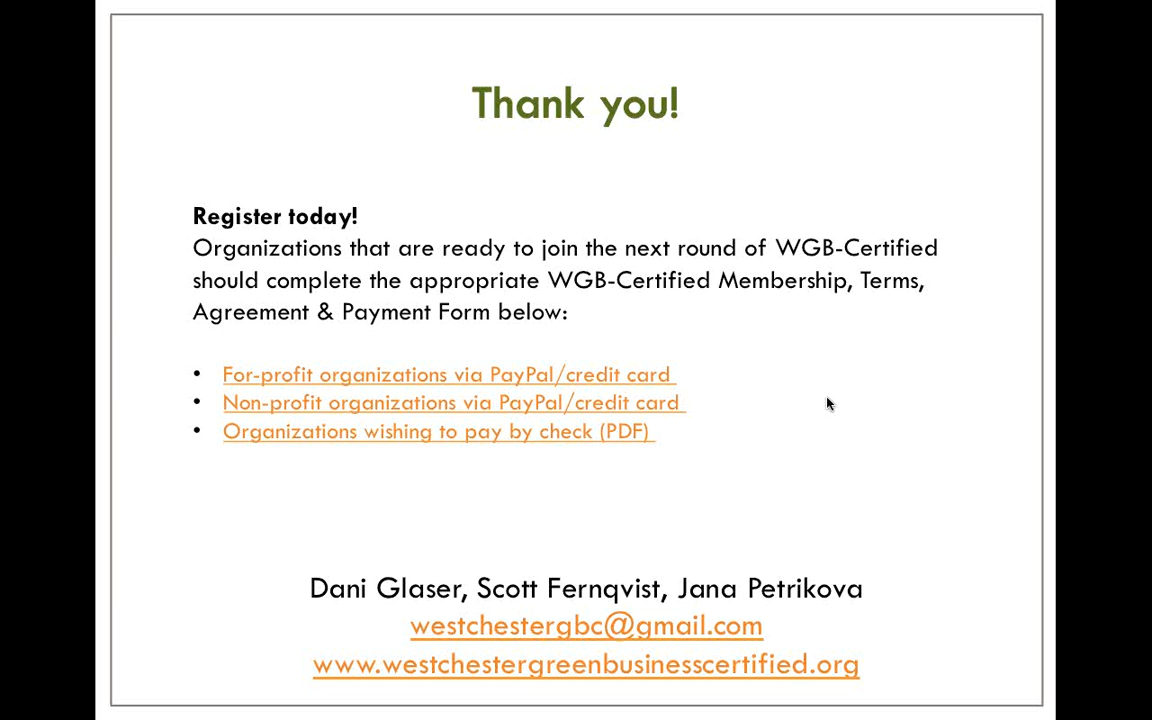 Thank you!
Register today!
Organizations that are ready to join the next round of WGB-Certified
should complete the appropriate WGB-Certified Membership, Terms,
Agreement & Payment Form below:
• For-profit organizations via PayPal/credit card
• Non-profit organizations via PayPal/credit card
• Organizations wishing to pay by check (PDF)
Dani Glaser, Scott Fernqvist, Jana Petrikova
westchestergbc@gmail.com
www.westchestergreenbusinesscertified.org